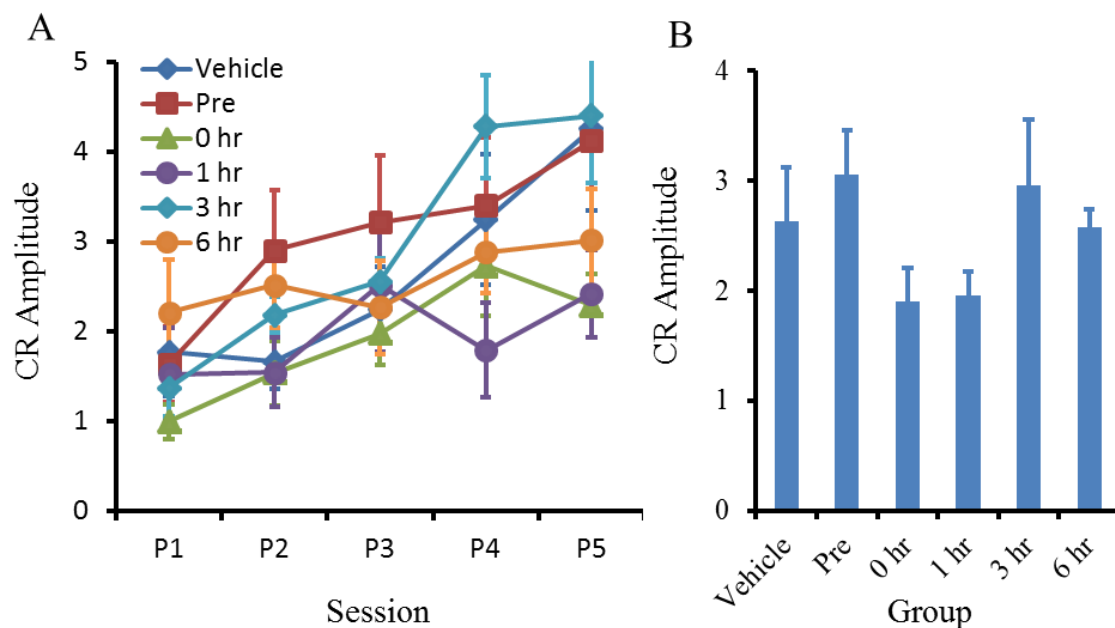 A
5
4
3
2
1
0
CR Amplitude
Vehicle
Pre
0 hr
1 hr
3 hr
6 hr
P1 P2 P3 P4 P5
Session
B
4
3
2
1
0
CR Amplitude
Vehicle Pre 0 hr 1 hr 3 hr 6 hr
Group